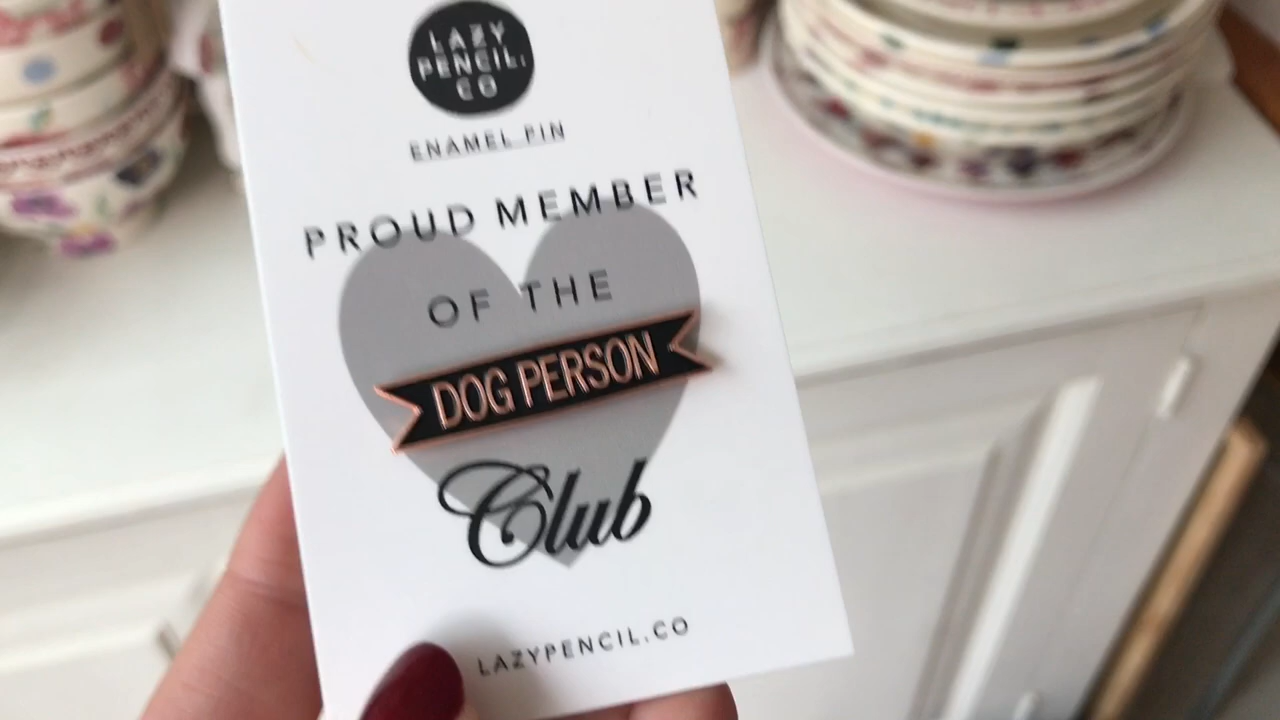 LAZY
PENCIL.
CO
ENAMEL PIN
PROUD MEMBER
OF THE
DOG PERSON
Club
LAZYPENCIL.CO